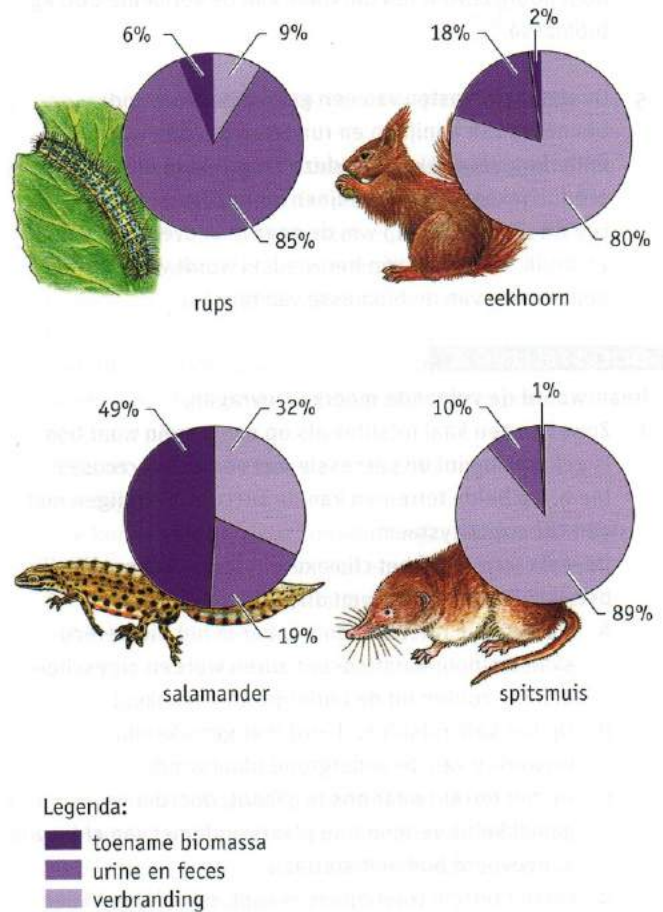 6%
9%
85%
rups
18%
2%
80%
eekhoorn
49%
32%
19%
salamander
10%
1%
89%
spitsmuis
Legenda:
toename biomassa
urine en feces
verbranding